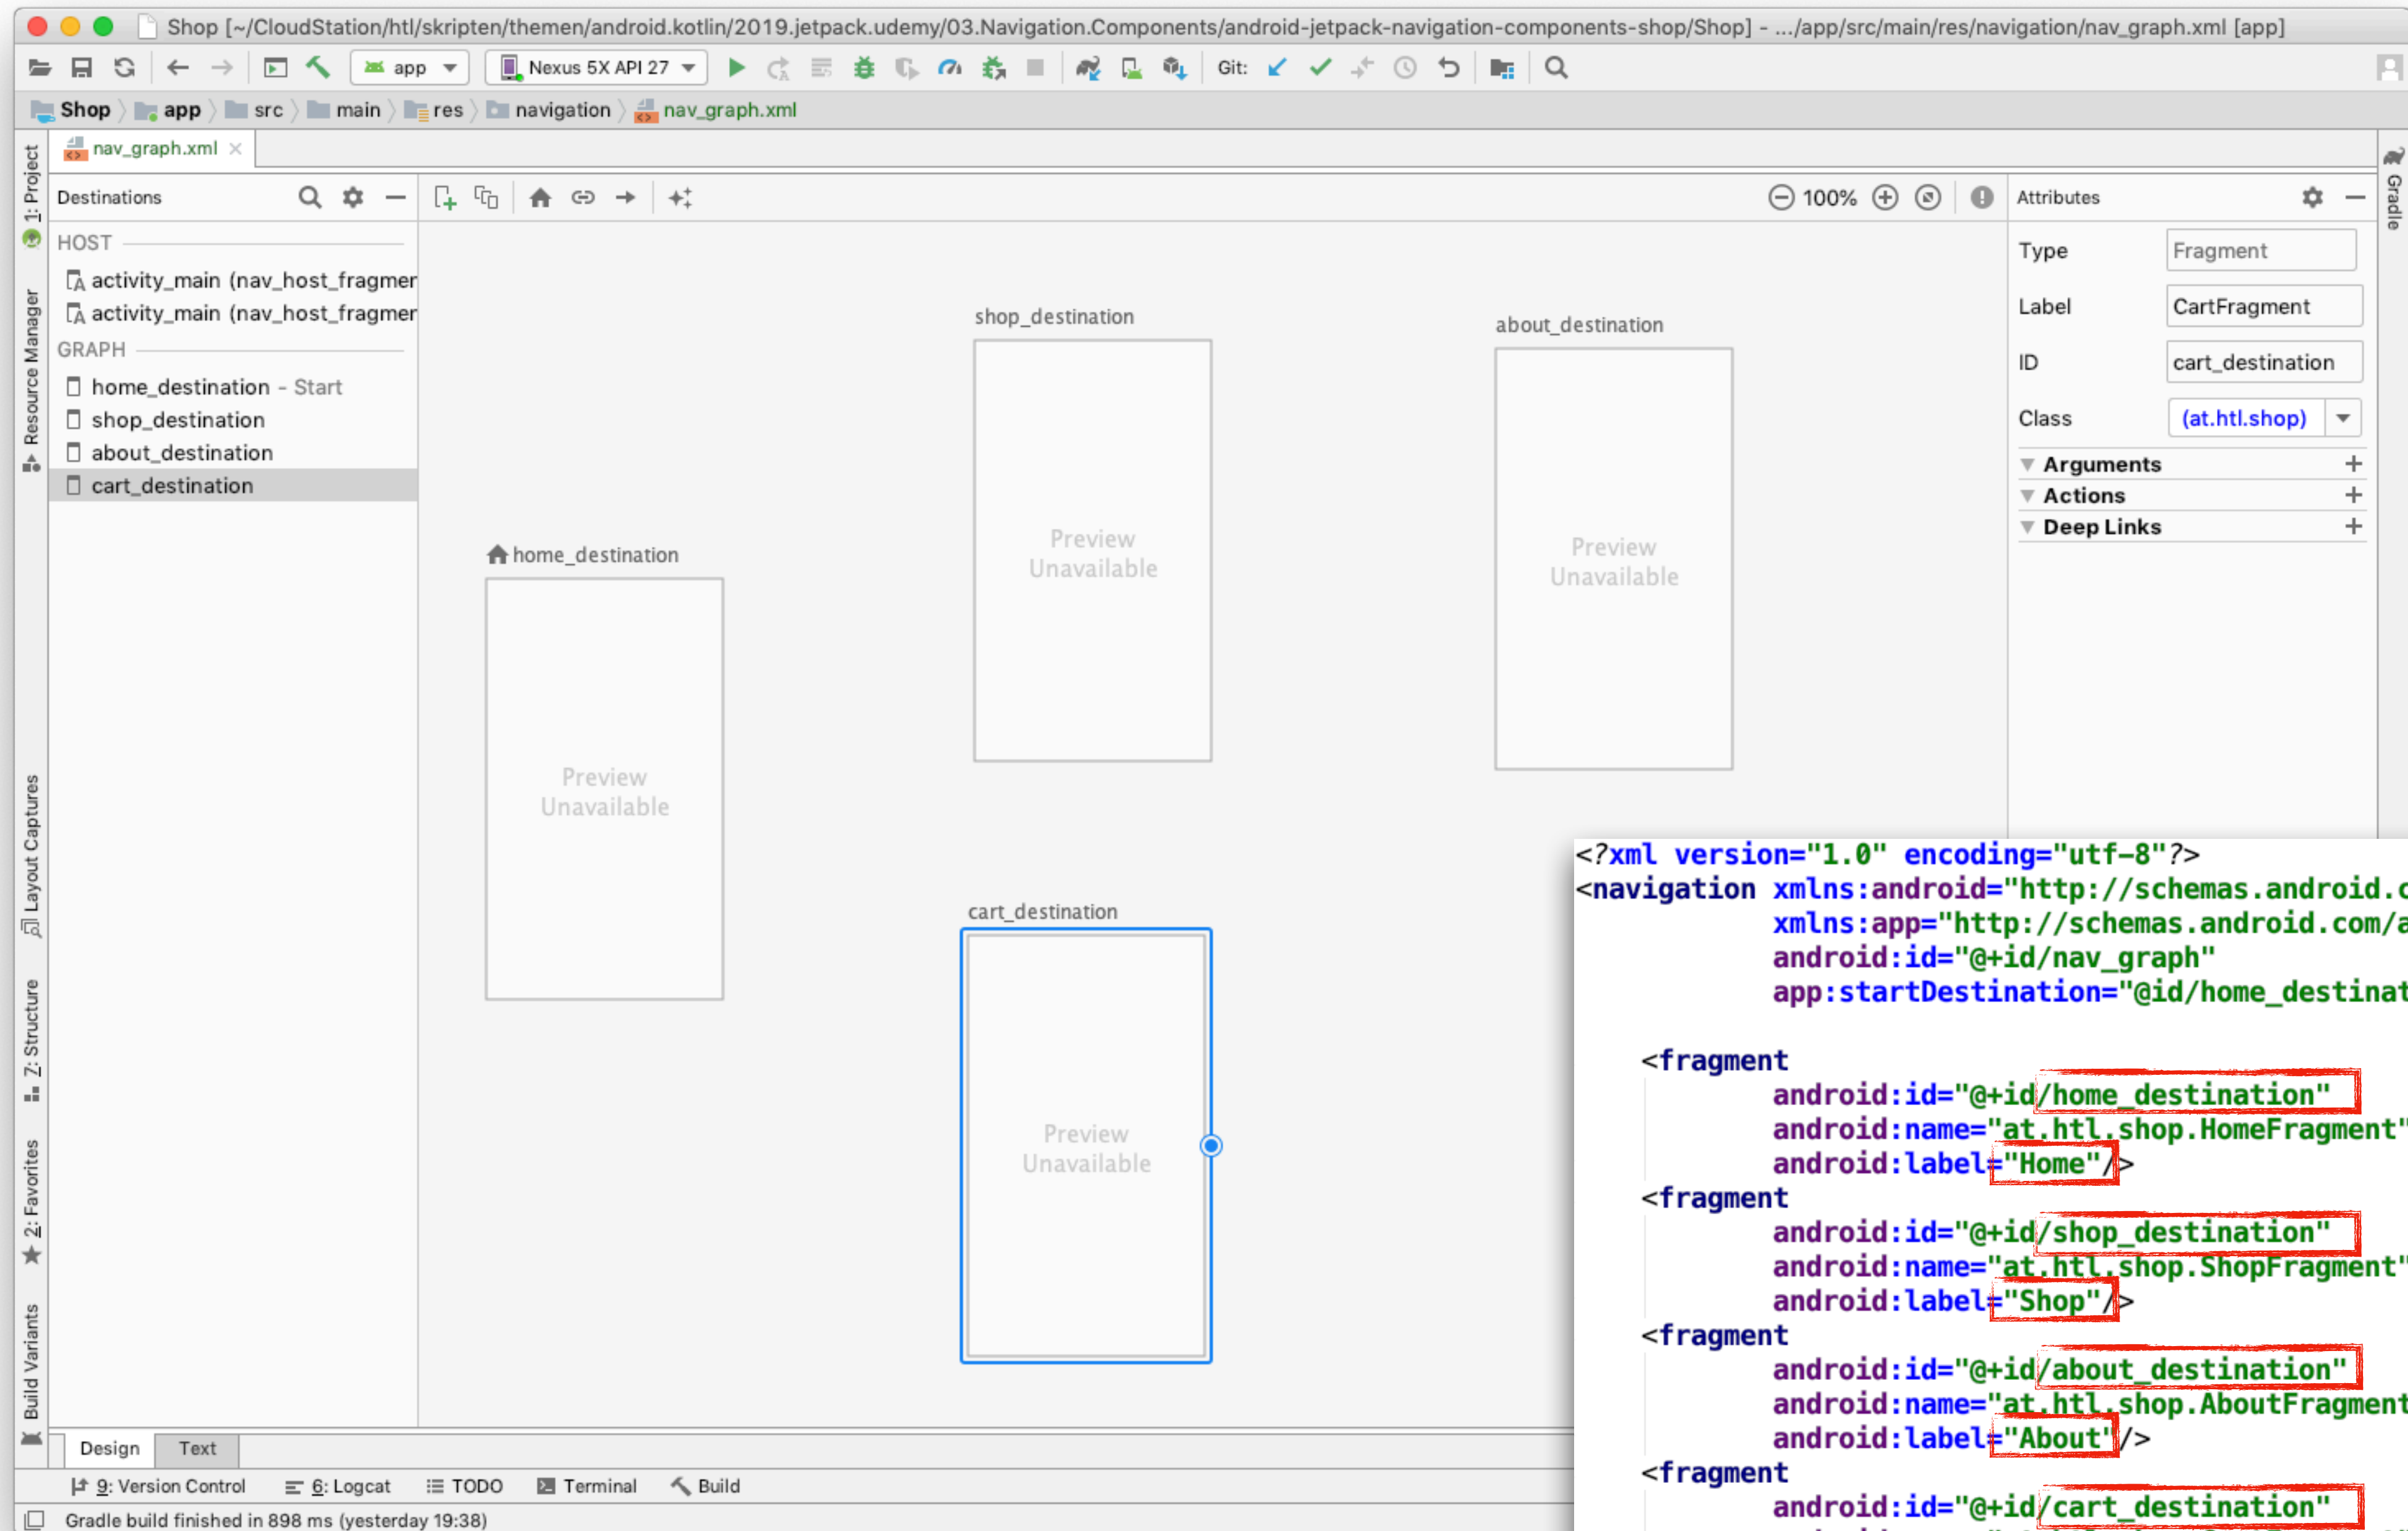 Shop [~/CloudStation/htl/skripten/themen/android.kotlin/2019.jetpack.udemy/03.Navigation.Components/android-jetpack-navigation-components-shop/Shop] - .../app/src/main/res/navigation/nav_graph.xml [app]
app
Nexus 5X API 27
Git:
Shop
app
src
main
res
navigation
nav_graph.xml
nav_graph.xml
1: Project
Resource Manager
Layout Captures
7: Structure
2: Favorites
Build Variants
Gradle
Destinations
HOST
activity_main (nav_host_fragmen
activity_main (nav_host_fragmen
GRAPH
home_destination - Start
shop_destination
about_destination
cart_destination
100%
home_destination
Preview
Unavailable
shop_destination
Preview
Unavailable
about_destination
Preview
Unavailable
cart_destination
Preview
Unavailable
Attributes
Type
Fragment
Label
CartFragment
ID
cart_destination
Class
(at.htl.shop)
Arguments
Actions
Deep Links
<?xml version="1.0" encoding="utf-8"?>
<navigation xmlns:android="http://schemas.android.c
xmlns:app="http://schemas.android.com/a
android:id="@+id/nav_graph"
app:startDestination="@id/home_destinat
<fragment
android:id="@+id/home_destination"
android:name="at.htl.shop.HomeFragment"
android:label="Home"/>
<fragment
android:id="@+id/shop_destination"
android:name="at.htl.shop.ShopFragment"
android:label="Shop"/>
<fragment
android:id="@+id/about_destination"
android:name="at.htl.shop.AboutFragment
android:label="About"/>
<fragment
android:id="@+id/cart_destination"
Design
Text
9: Version Control
6: Logcat
TODO
Terminal
Build
Gradle build finished in 898 ms (yesterday 19:38)